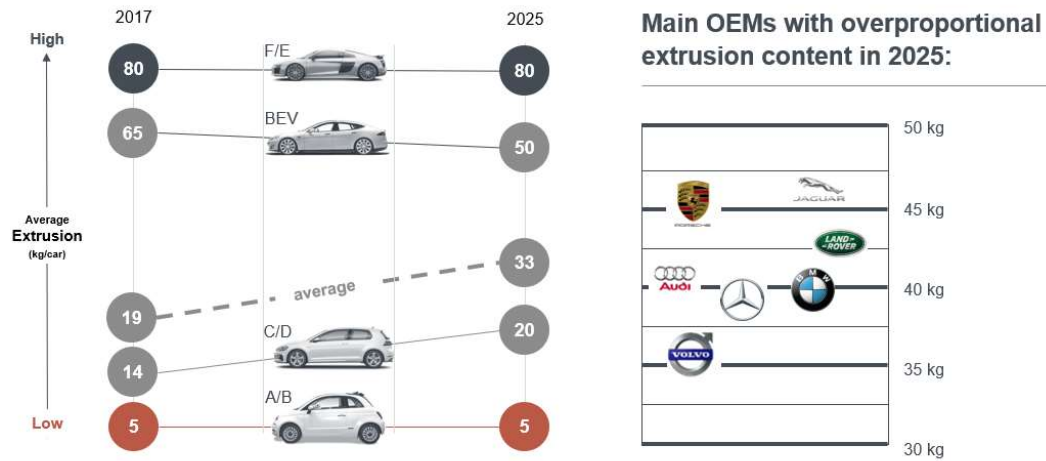 2017
2025
High
F/E
80
80
BEV
65
50
Average
Extrusion
(kg/car)
33
average
19
20
C/D
14
A/B
Low
5
5
Main OEMs with overproportional
extrusion content in 2025:
50 kg
JAGUAR
PORSCHE
45 kg
LAND-
ROVER
Audi
BMW
40 kg
VOLVO
35 kg
30 kg